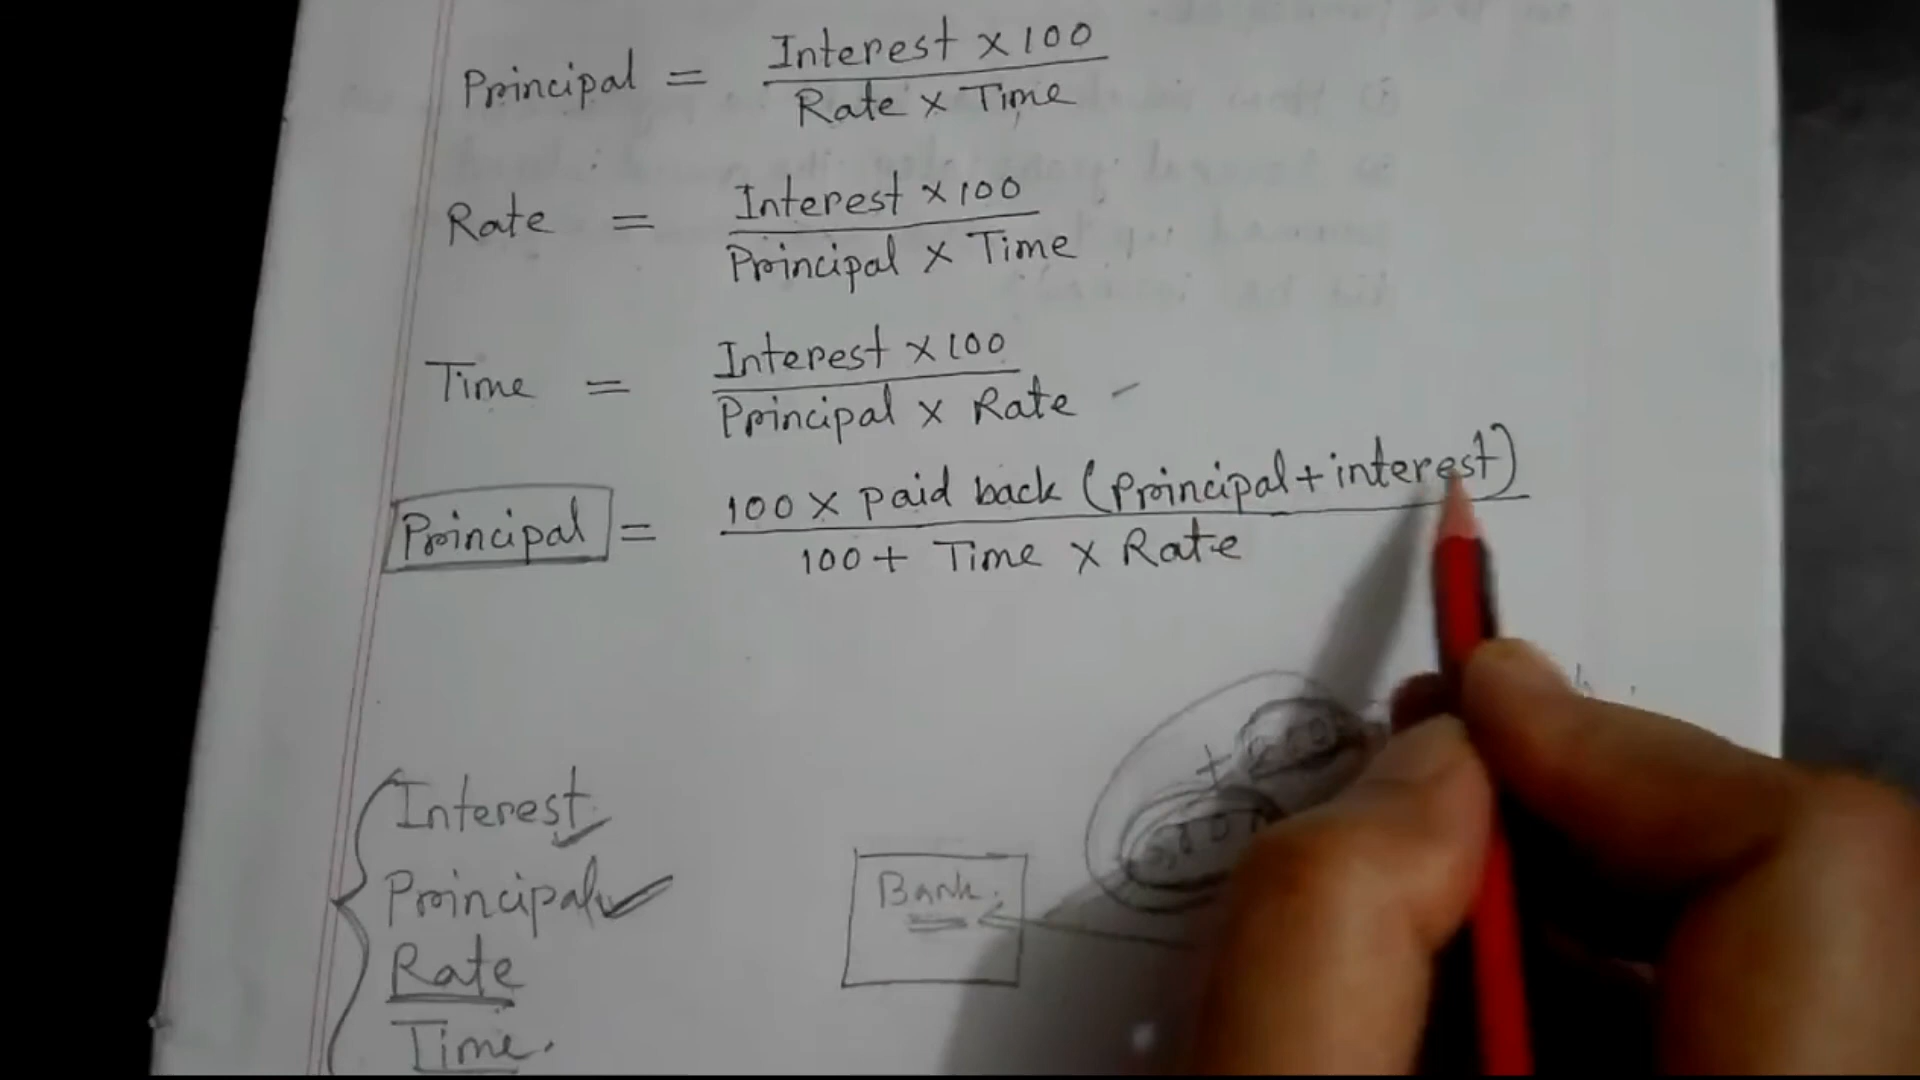 Principal = Interest × 100
Rate × Time
Rate = Interest × 100
Principal × Time
Time = Interest × 100
Principal × Rate
Principal = 100 × paid back (principal + interest)
100 + Time × Rate
Interest
Principal
Rate
Time.
Bank.
+